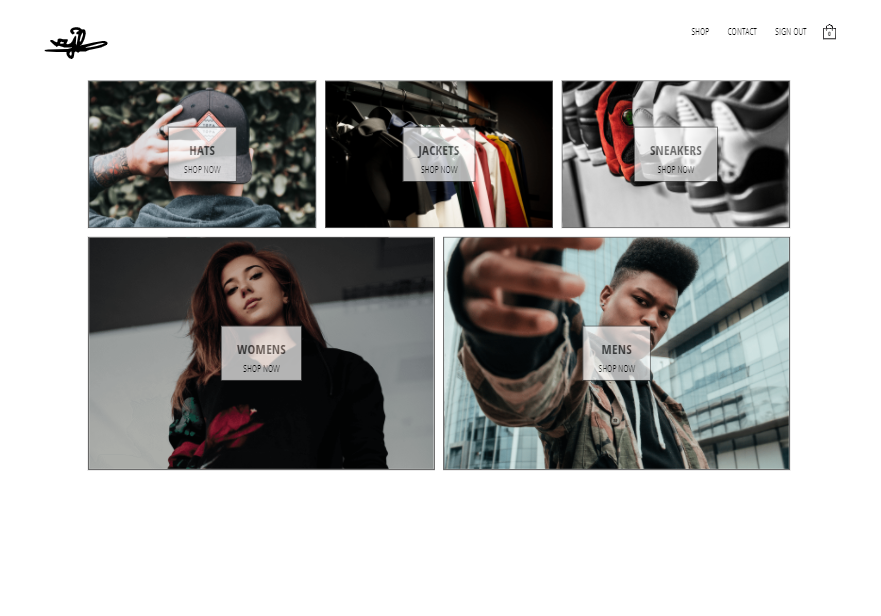 SHOP
CONTACT
SIGN OUT
0
HATS
SHOP NOW
JACKETS
SHOP NOW
SNEAKERS
SHOP NOW
WOMENS
SHOP NOW
MENS
SHOP NOW